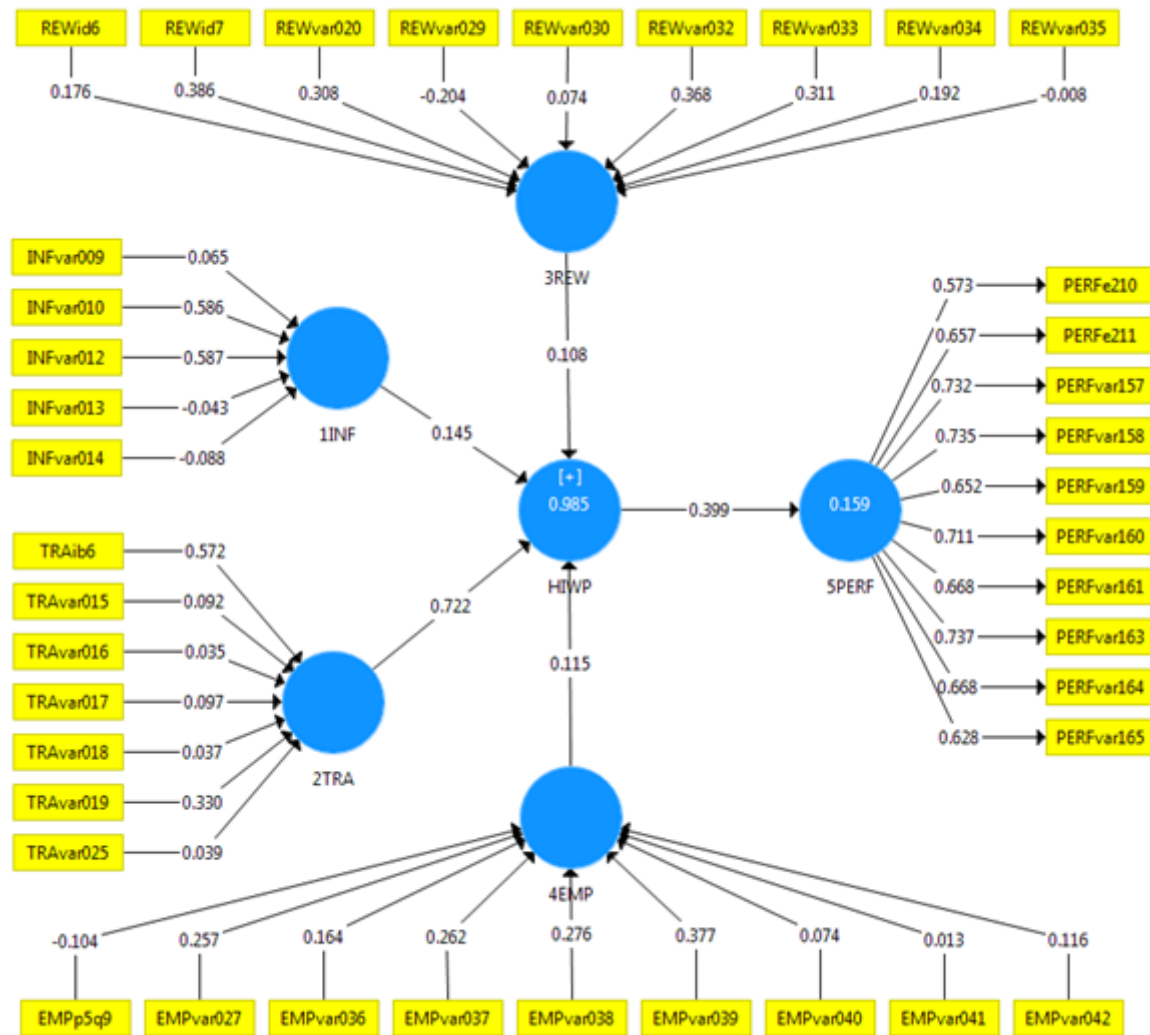 REWid6 REWid7 REWvar020 REWvar029 REWvar030 REWvar032 REWvar033 REWvar034 REWvar035
0.176 0.386 0.308 -0.204 0.074 0.368 0.311 0.192 -0.008
3REW
INFvar009 0.065
INFvar010 0.586
INFvar012 0.587
INFvar013 -0.043
INFvar014 -0.088
1INF
0.108
0.145
[+]
0.985
HIWP
0.399
0.159
5PERF
0.573 PERFe210
0.657 PERFe211
0.732 PERFvar157
0.735 PERFvar158
0.652 PERFvar159
0.711 PERFvar160
0.668 PERFvar161
0.737 PERFvar163
0.668 PERFvar164
0.628 PERFvar165
TRAib6 0.572
TRAvar015 0.092
TRAvar016 0.035
TRAvar017 0.097
TRAvar018 0.037
TRAvar019 0.330
TRAvar025 0.039
2TRA
0.722
0.115
4EMP
-0.104 0.257 0.164 0.262 0.276 0.377 0.074 0.013 0.116
EMPp5q9 EMPvar027 EMPvar036 EMPvar037 EMPvar038 EMPvar039 EMPvar040 EMPvar041 EMPvar042